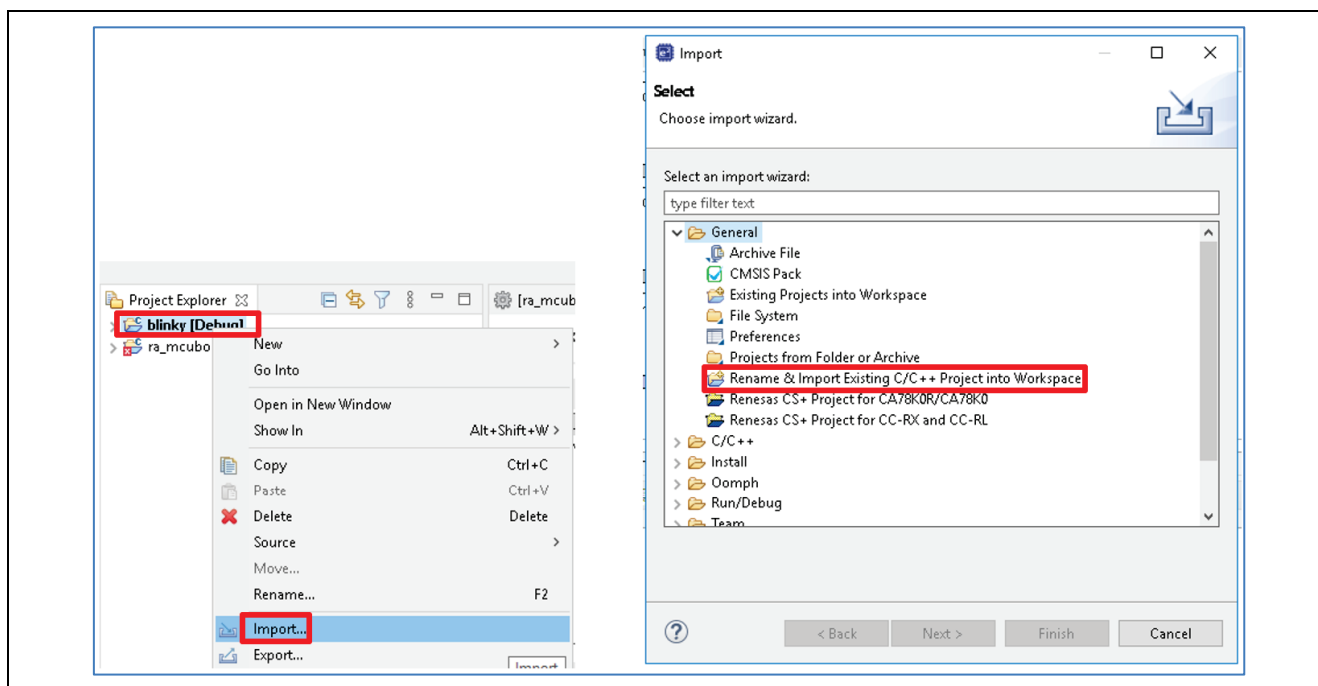 Project Explorer
[ra_mcub
blinky [Debug]
ra_mcubo
New
Go Into
Open in New Window
Show In Alt+Shift+W >
Copy Ctrl+C
Paste Ctrl+V
Delete Delete
Source
Move...
Rename... F2
Import...
Export...
Import
Import
Select
Choose import wizard.
Select an import wizard:
type filter text
General
Archive File
CMSIS Pack
Existing Projects into Workspace
File System
Preferences
Projects from Folder or Archive
Rename & Import Existing C/C++ Project into Workspace
Renesas CS+ Project for CA78K0R/CA78K0
Renesas CS+ Project for CC-RX and CC-RL
C/C++
Install
Oomph
Run/Debug
Team
< Back Next > Finish Cancel